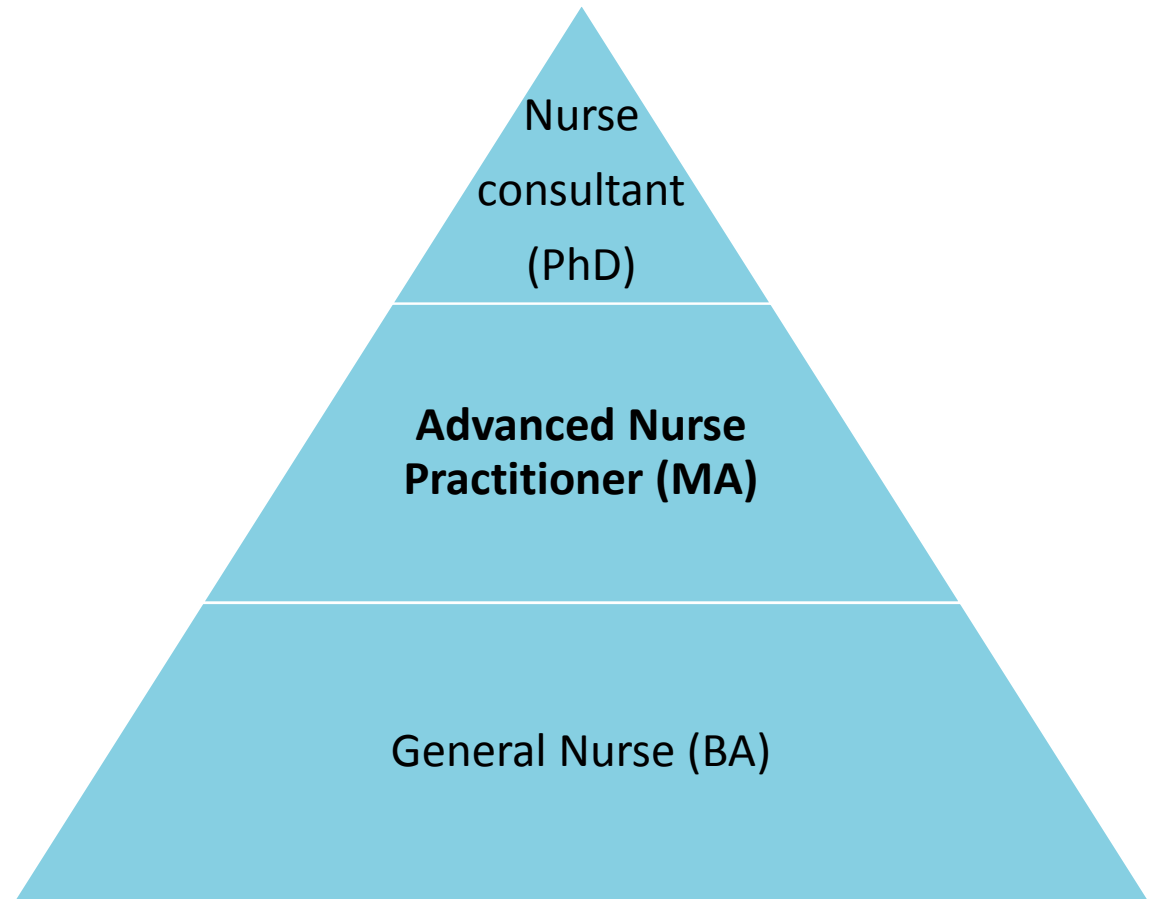 Nurse
consultant
(PhD)
Advanced Nurse
Practitioner (MA)
General Nurse (BA)